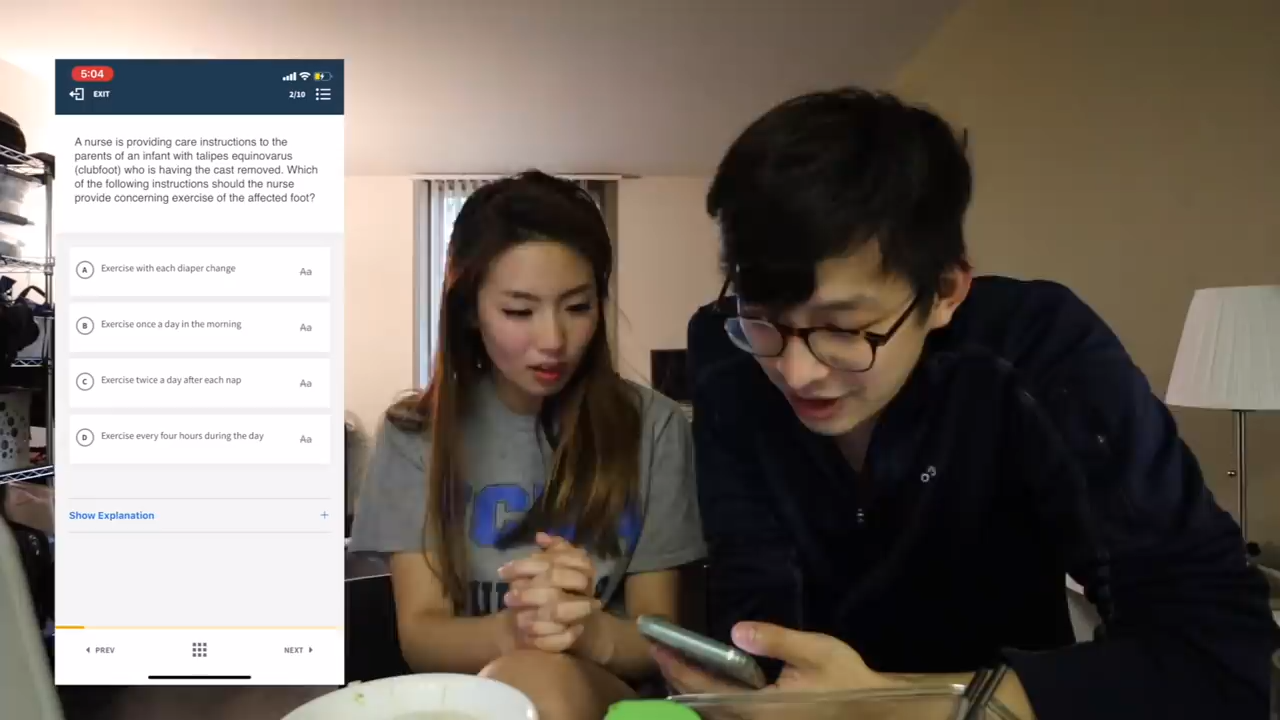 5:04
EXIT
2/10
A nurse is providing care instructions to the
parents of an infant with talipes equinovarus
(clubfoot) who is having the cast removed. Which
of the following instructions should the nurse
provide concerning exercise of the affected foot?
A Exercise with each diaper change Aa
B Exercise once a day in the morning Aa
C Exercise twice a day after each nap Aa
D Exercise every four hours during the day Aa
Show Explanation +
PREV
NEXT